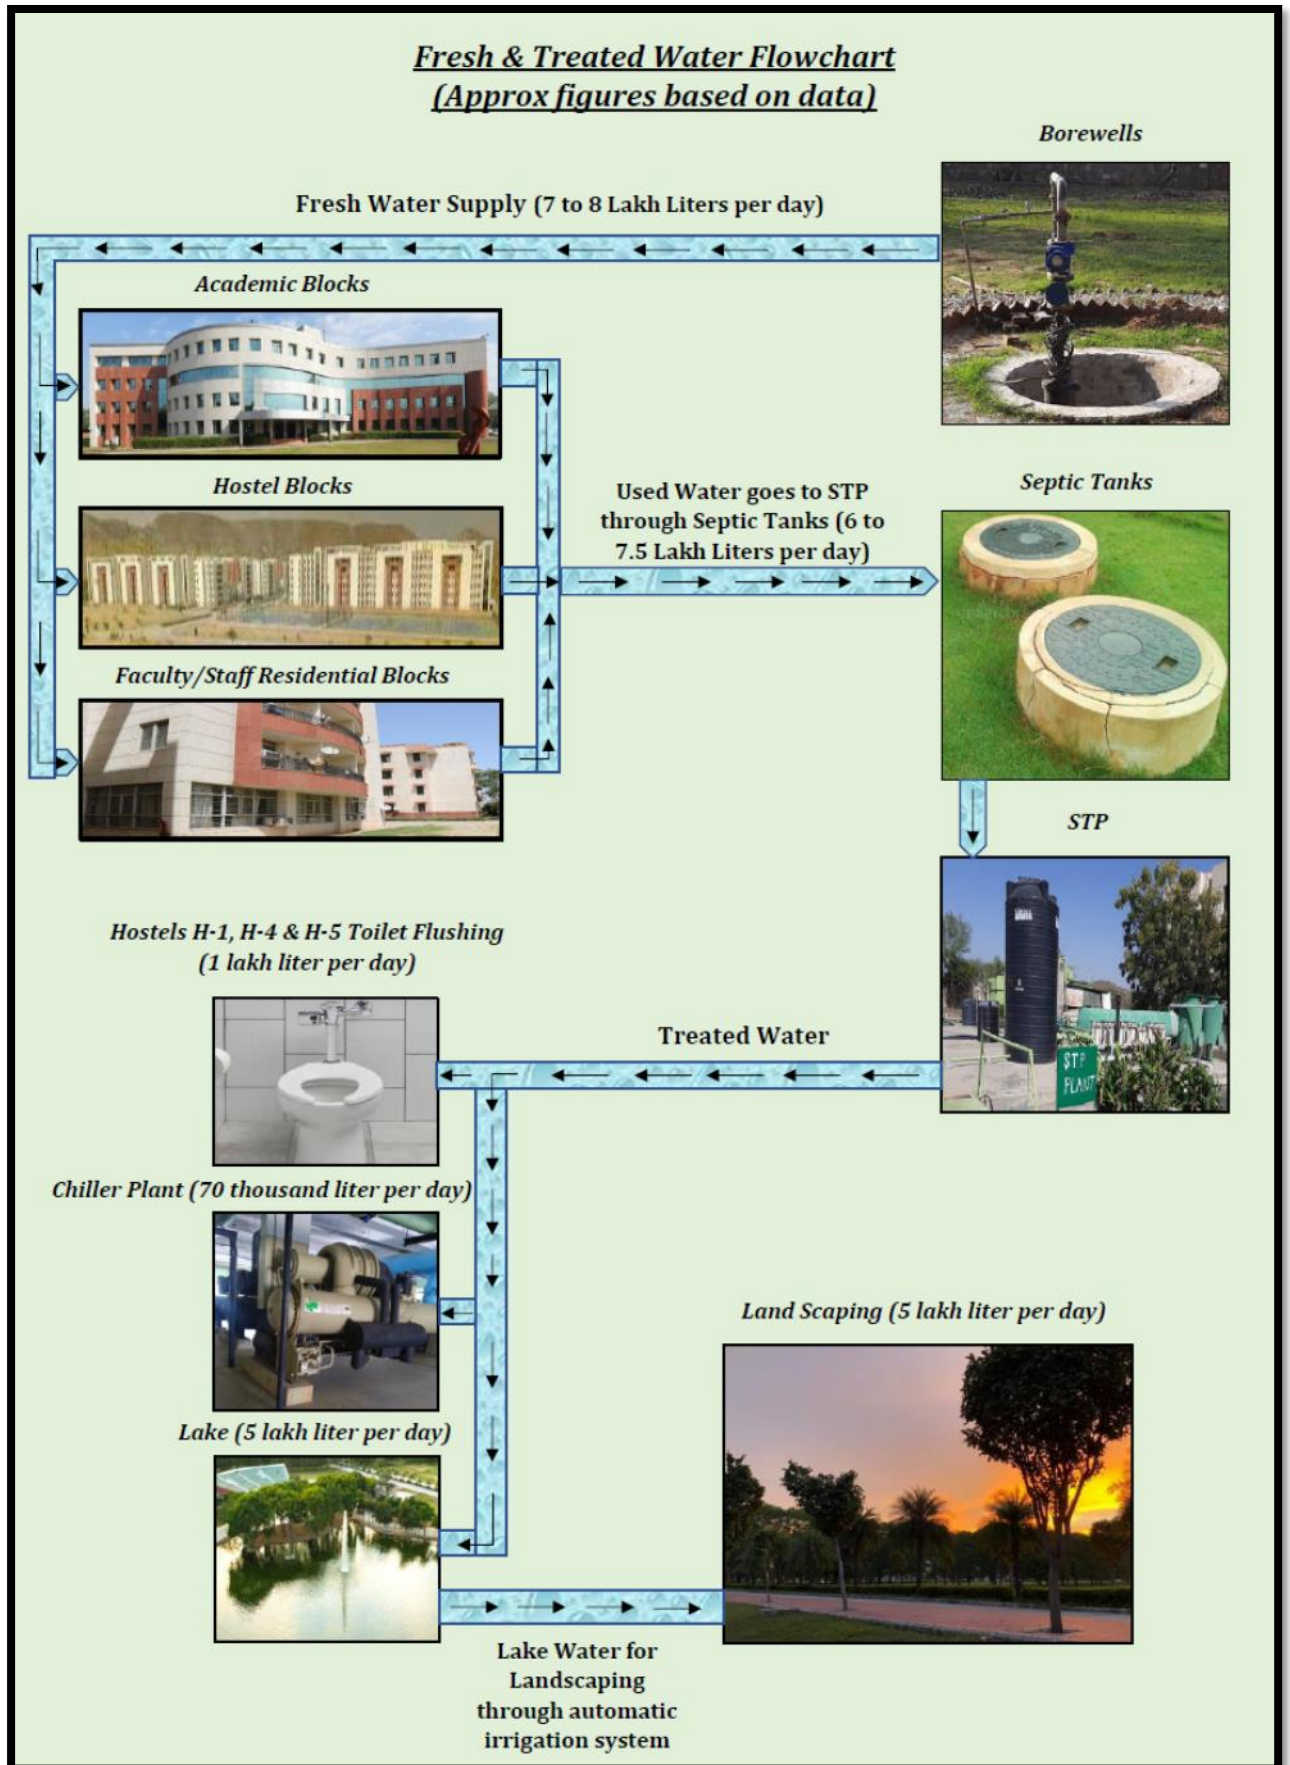 Fresh & Treated Water Flowchart
(Approx figures based on data)
Borewells
Fresh Water Supply (7 to 8 Lakh Liters per day)
Academic Blocks
Hostel Blocks
Used Water goes to STP
through Septic Tanks (6 to
7.5 Lakh Liters per day)
Septic Tanks
Faculty/Staff Residential Blocks
STP
Hostels H-1, H-4 & H-5 Toilet Flushing
(1 lakh liter per day)
Treated Water
STP
PLANT
Chiller Plant (70 thousand liter per day)
Land Scaping (5 lakh liter per day)
Lake (5 lakh liter per day)
Lake Water for
Landscaping
through automatic
irrigation system